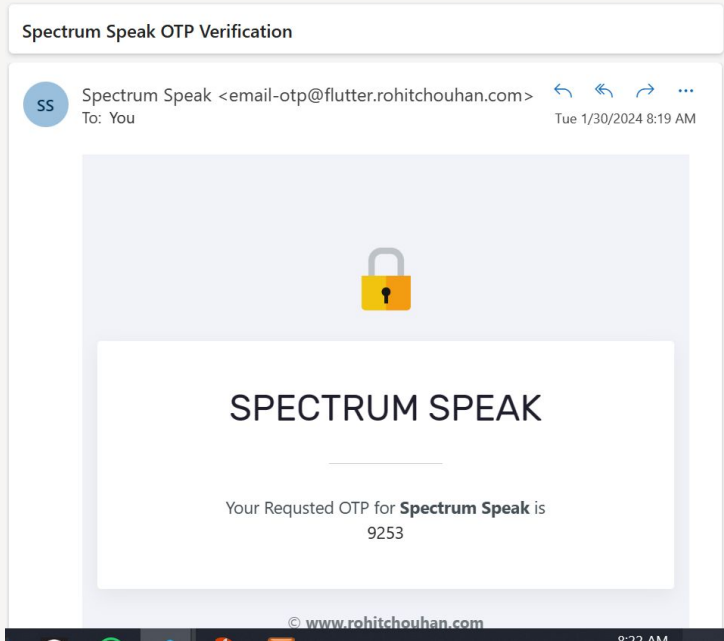 Spectrum Speak OTP Verification
SS
Spectrum Speak <email-otp@flutter.rohitchouhan.com>
To: You
Tue 1/30/2024 8:19 AM
SPECTRUM SPEAK
Your Requsted OTP for Spectrum Speak is
9253
© www.rohitchouhan.com
8:22 AM